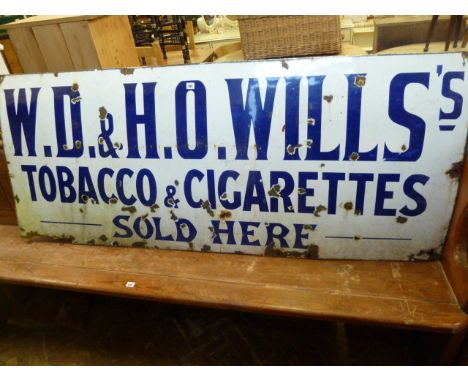 W.D. & H.O. WILLS'S
TOBACCO & CIGARETTES
SOLD HERE